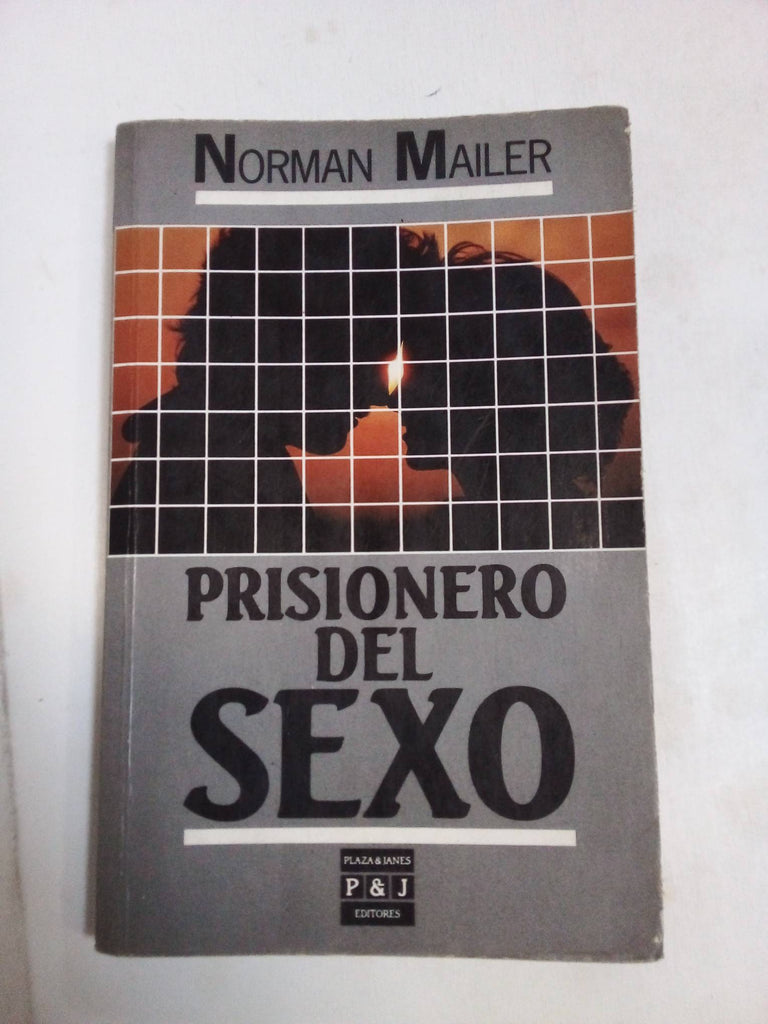 NORMAN MAILER
PRISIONERO
DEL
SEXO
PLAZA & JANES
P & J
EDITORES